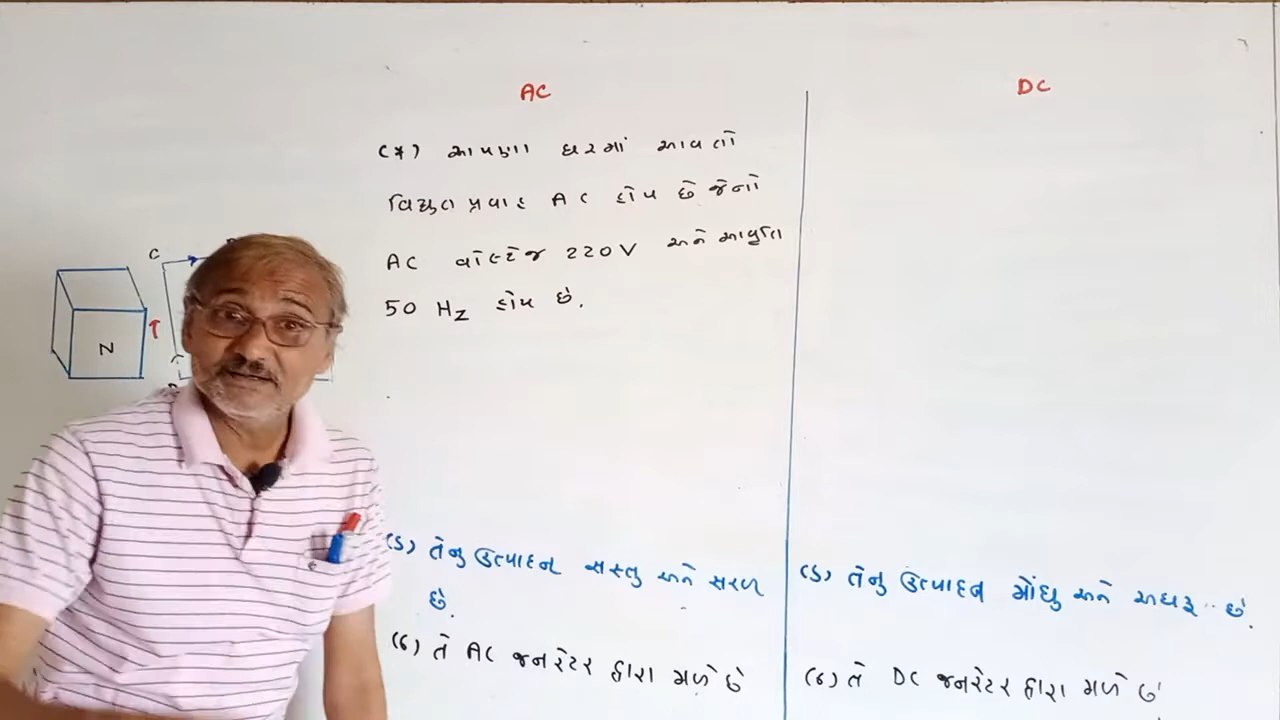 AC
DC
(*) આપણા ઘરમાં આવતો
વિદ્યુત પ્રવાહ AC હોય છે જેનો
AC વોલ્ટેજ 220V અને આવૃત્તિ
50 Hz હોય છે.
C
N
(5) તેનુ ઉત્પાદન સસ્તુ અને સરળ
છે.
(6) તે AC જનરેટર દ્વારા મળે છે
(5) તેનુ ઉત્પાદન મોંઘુ અને અઘરૂ છે.
(6) તે DC જનરેટર દ્વારા મળે છે